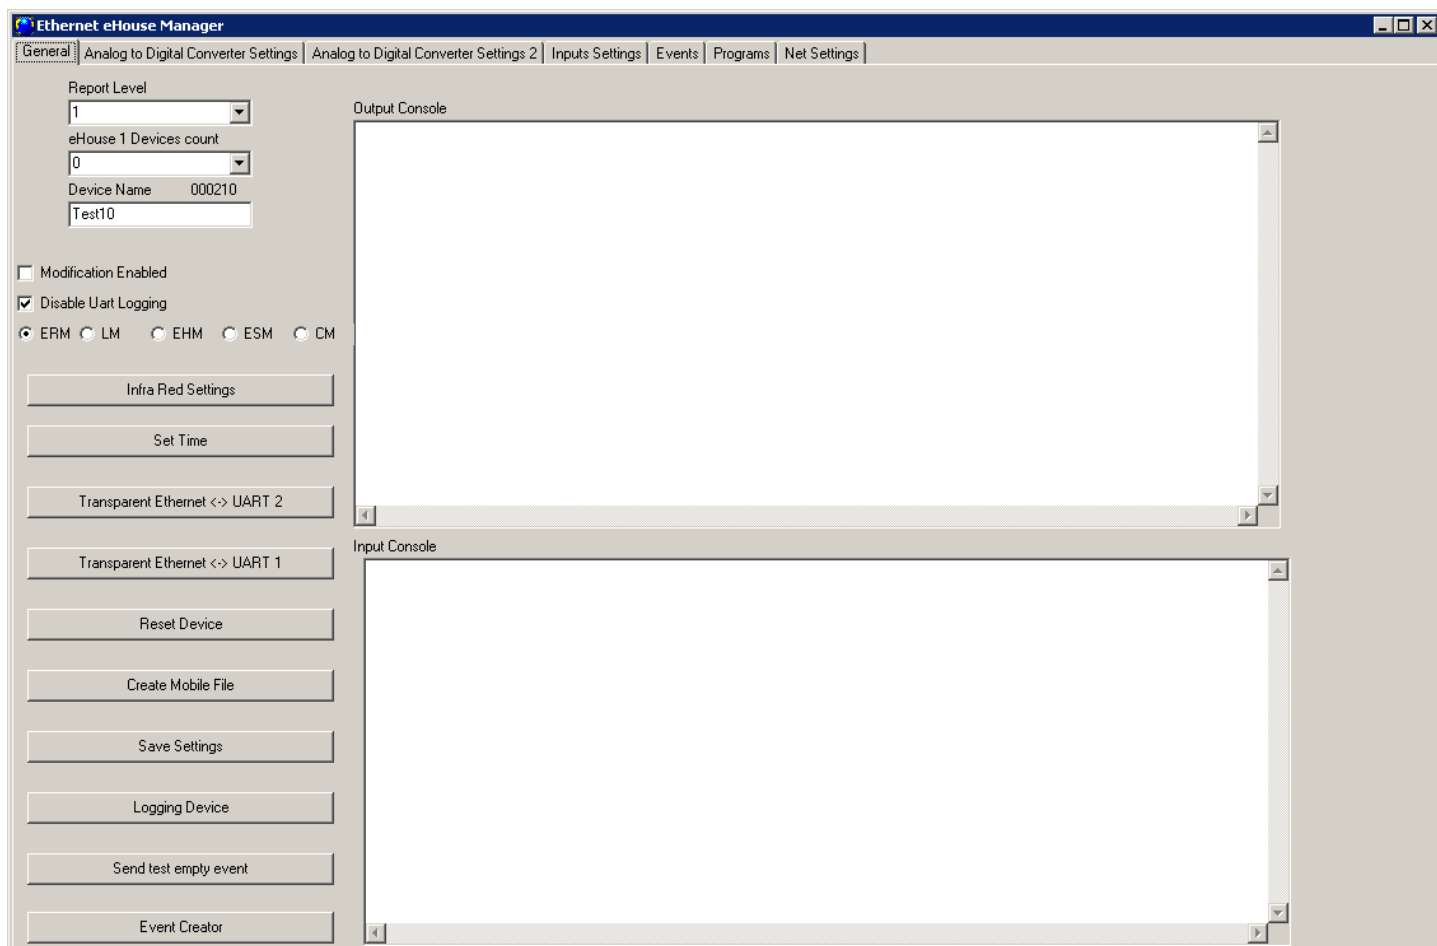 Ethernet eHouse Manager
General Analog to Digital Converter Settings Analog to Digital Converter Settings 2 Inputs Settings Events Programs Net Settings
Report Level
1
eHouse 1 Devices count
0
Device Name 000210
Test10
Modification Enabled
Disable Uart Logging
ERM LM EHM ESM CM
Infra Red Settings
Set Time
Transparent Ethernet <-> UART 2
Transparent Ethernet <-> UART 1
Reset Device
Create Mobile File
Save Settings
Logging Device
Send test empty event
Event Creator
Output Console
Input Console